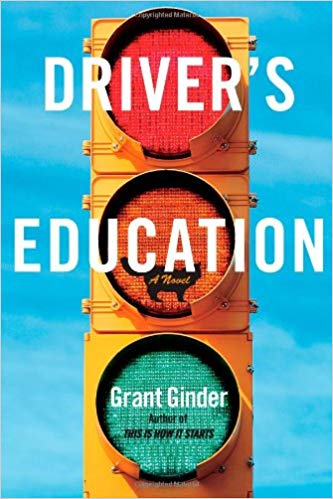 DRIVER'S
EDUCATION
A Novel
Grant Ginder
Author of
THIS IS HOW IT STARTS